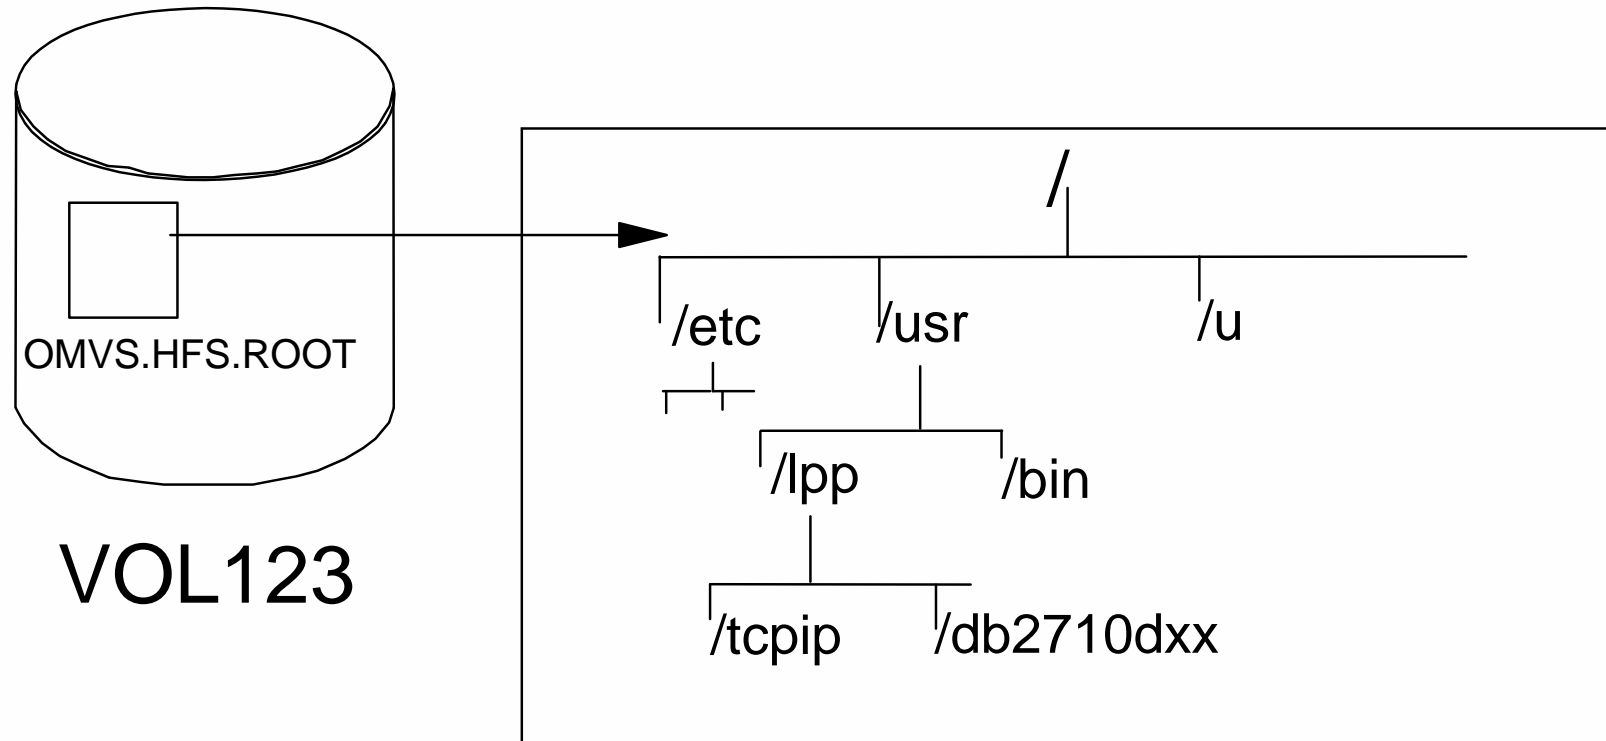 /
/etc
/usr
/u
OMVS.HFS.ROOT
/lpp
/bin
VOL123
/tcpip
/db2710dxx